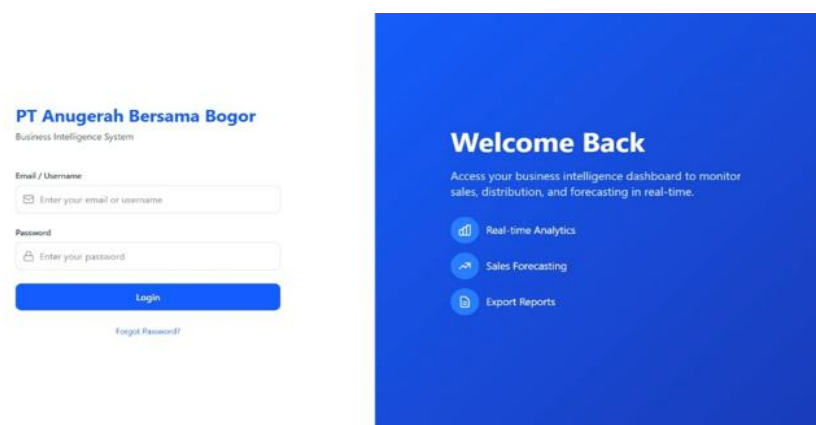 PT Anugerah Bersama Bogor
Business Intelligence System
Email / Username
Enter your email or username
Password
Enter your password
Login
Forgot Password?
Welcome Back
Access your business intelligence dashboard to monitor
sales, distribution, and forecasting in real-time.
Real-time Analytics
Sales Forecasting
Export Reports